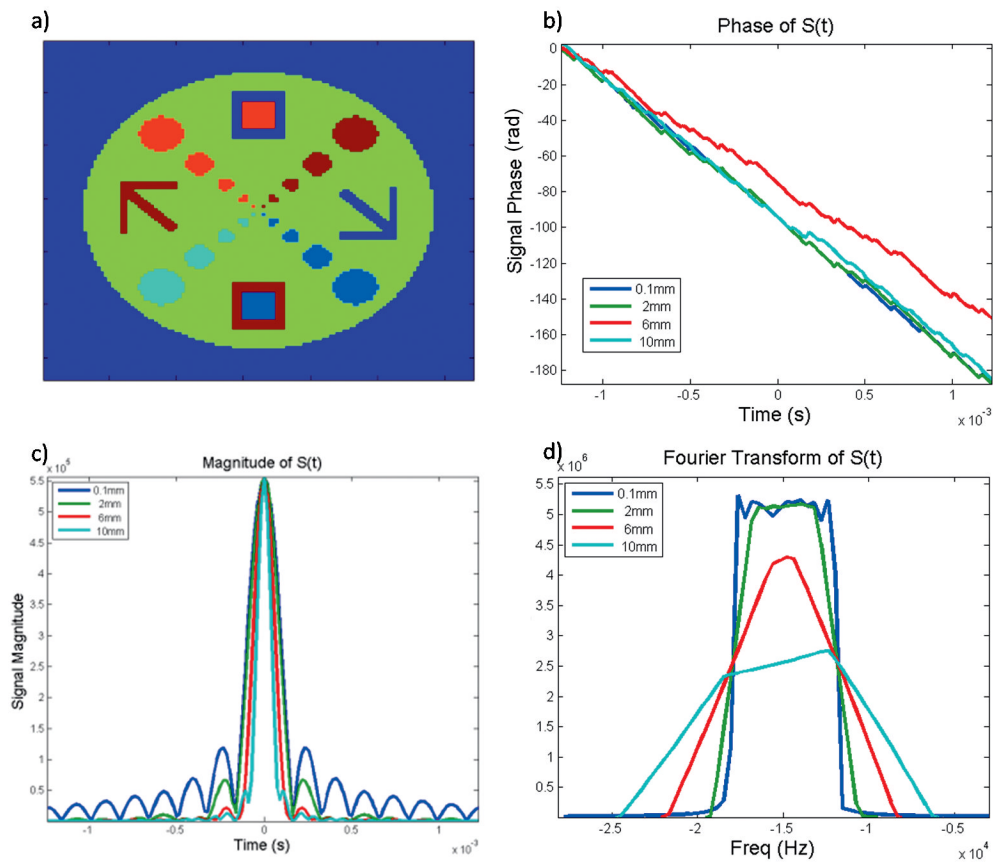 a)
b)
Phase of S(t)
0
-20
-40
-60
-80
-100
-120
-140
-160
-180
Signal Phase (rad)
0.1mm
2mm
6mm
10mm
-1
-0.5
0
0.5
1
Time (s)
x 10⁻³
c)
x 10⁵
Magnitude of S(t)
5.5
5
4.5
4
3.5
3
2.5
2
1.5
1
0.5
Signal Magnitude
0.1mm
2mm
6mm
10mm
-1
-0.5
0
0.5
1
Time (s)
x 10⁻³
d)
x 10⁶
Fourier Transform of S(t)
5.5
5
4.5
4
3.5
3
2.5
2
1.5
1
0.5
0.1mm
2mm
6mm
10mm
-2.5
-2
-1.5
-1
-0.5
Freq (Hz)
x 10⁴